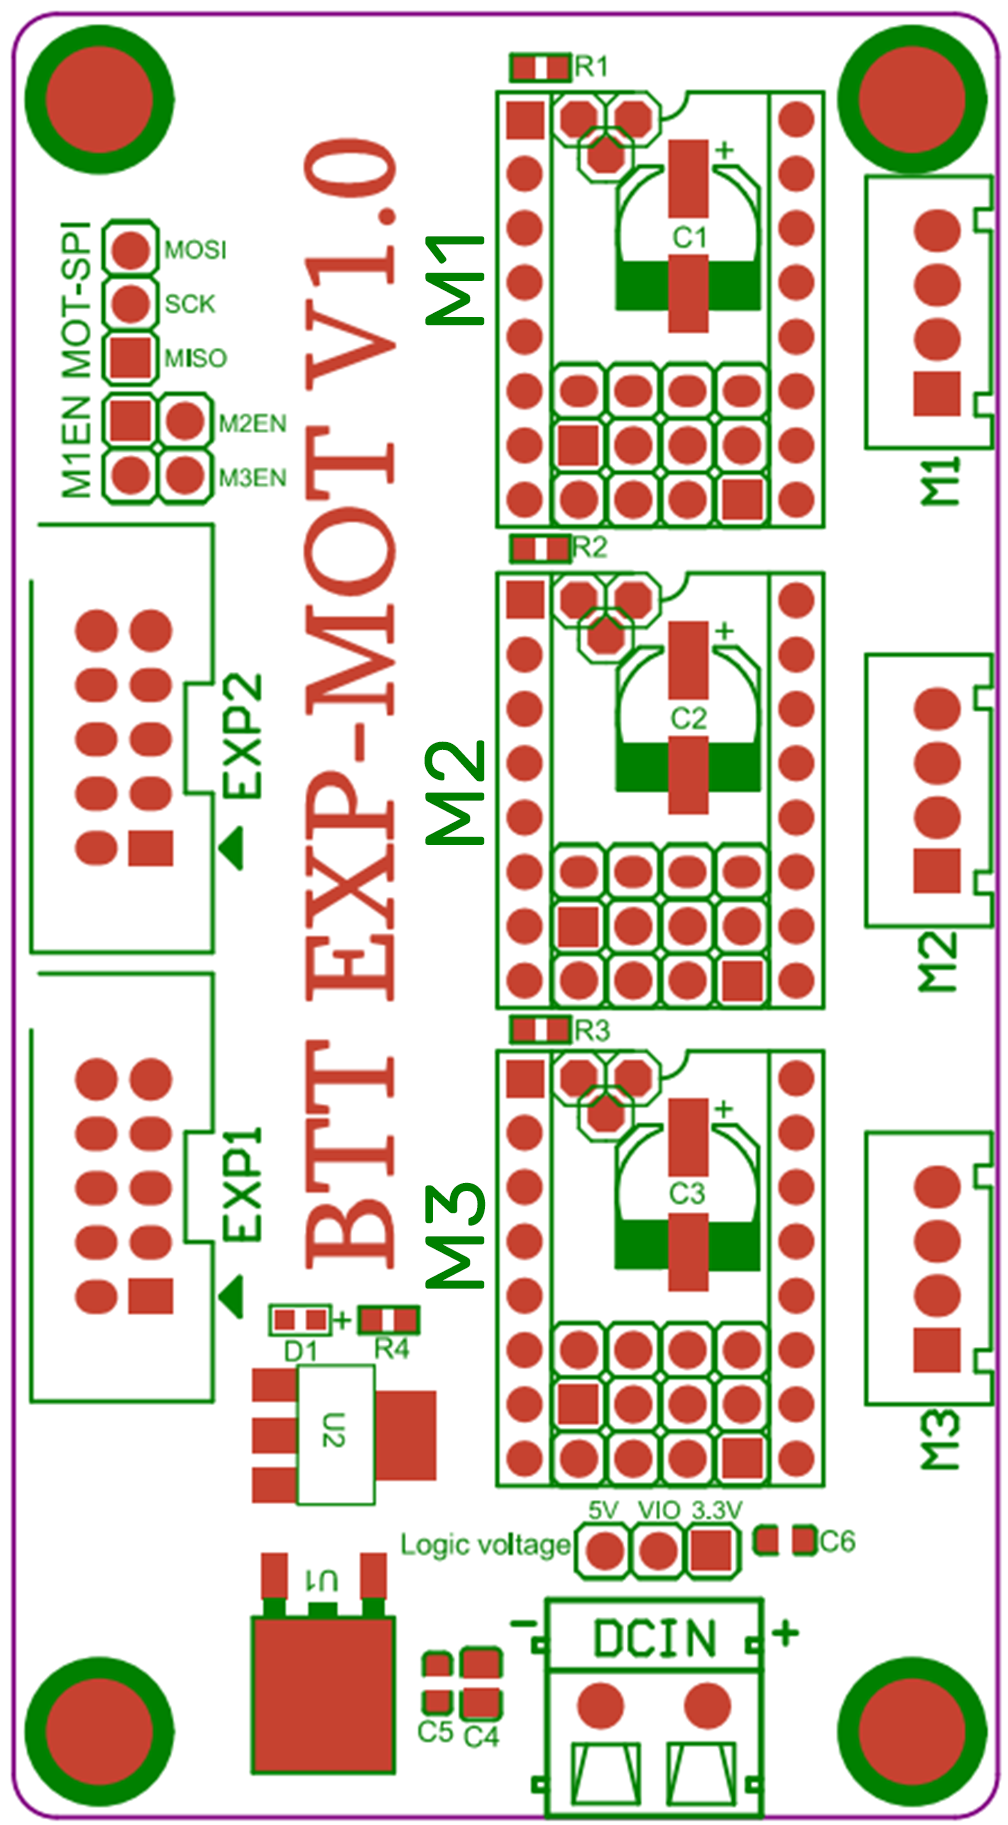 R1
+
C1
M1
M1
MOT-SPI
MOSI
SCK
MISO
M1EN
M2EN
M3EN
BTT EXP-MOT V1.0
R2
+
C2
M2
M2
EXP2
R3
+
C3
M3
M3
EXP1
D1
+
R4
U2
5V VIO 3.3V
Logic voltage
C6
U1
- DCIN +
C5 C4